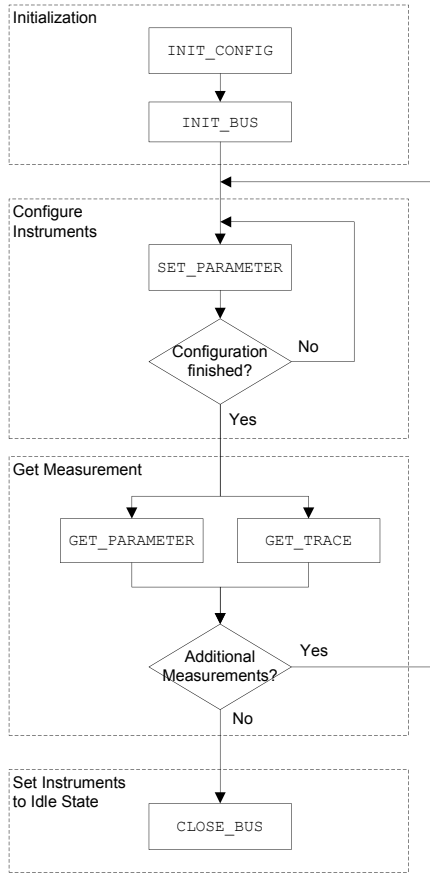 Initialization
INIT_CONFIG
INIT_BUS
Configure
Instruments
SET_PARAMETER
Configuration
finished?
No
Yes
Get Measurement
GET_PARAMETER
GET_TRACE
Additional
Measurements?
Yes
No
Set Instruments
to Idle State
CLOSE_BUS